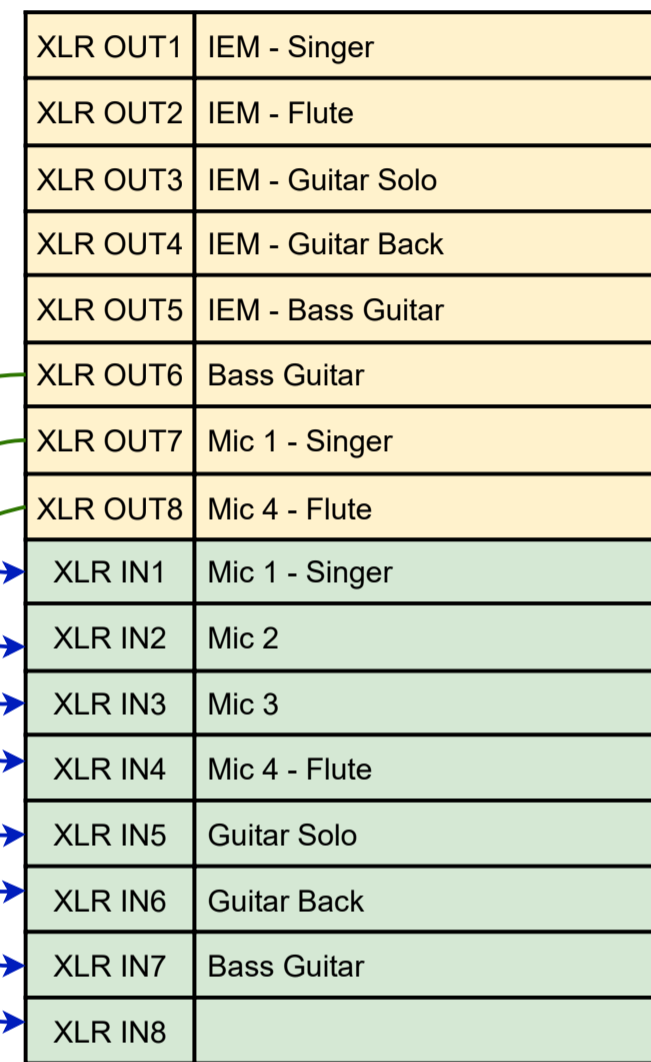 XLR OUT1 IEM - Singer
XLR OUT2 IEM - Flute
XLR OUT3 IEM - Guitar Solo
XLR OUT4 IEM - Guitar Back
XLR OUT5 IEM - Bass Guitar
XLR OUT6 Bass Guitar
XLR OUT7 Mic 1 - Singer
XLR OUT8 Mic 4 - Flute
XLR IN1 Mic 1 - Singer
XLR IN2 Mic 2
XLR IN3 Mic 3
XLR IN4 Mic 4 - Flute
XLR IN5 Guitar Solo
XLR IN6 Guitar Back
XLR IN7 Bass Guitar
XLR IN8